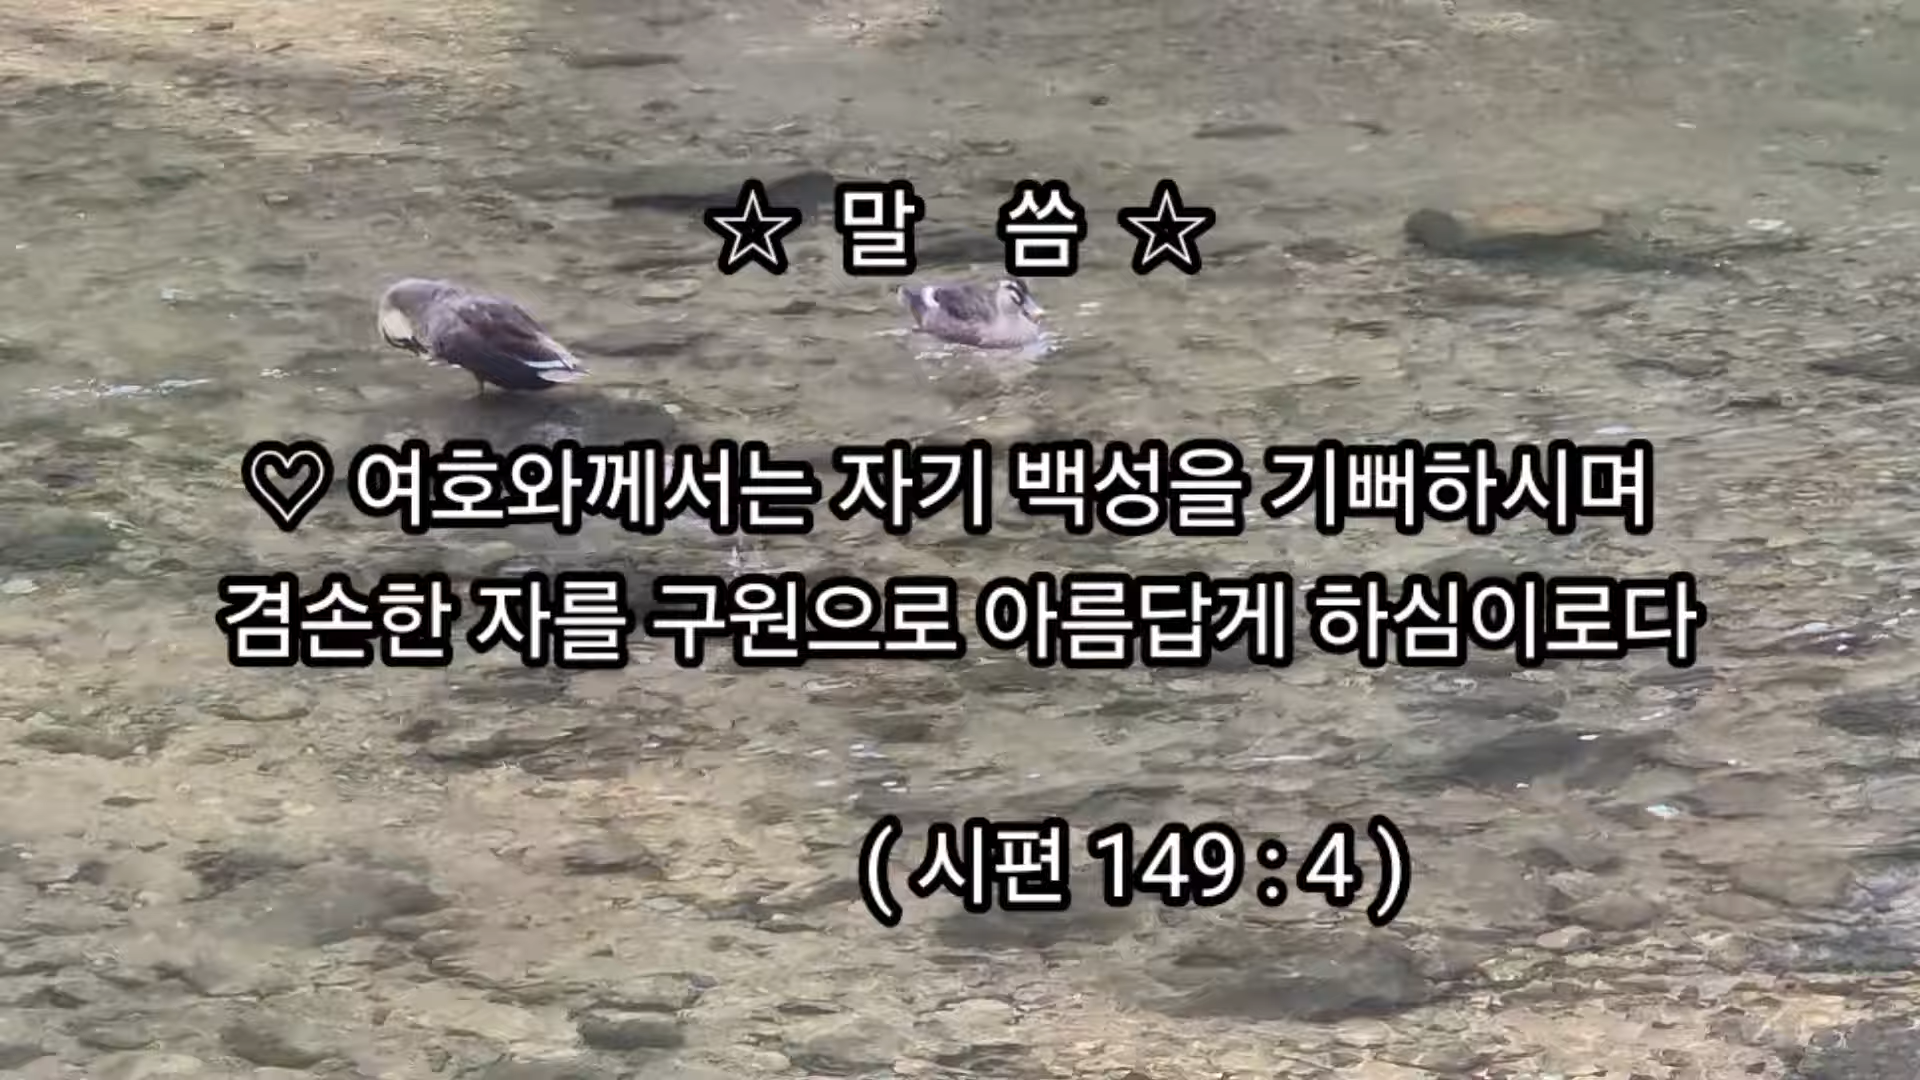 ☆ 말 씀 ☆
♡ 여호와께서는 자기 백성을 기뻐하시며
겸손한 자를 구원으로 아름답게 하심이로다
( 시편 149 : 4 )